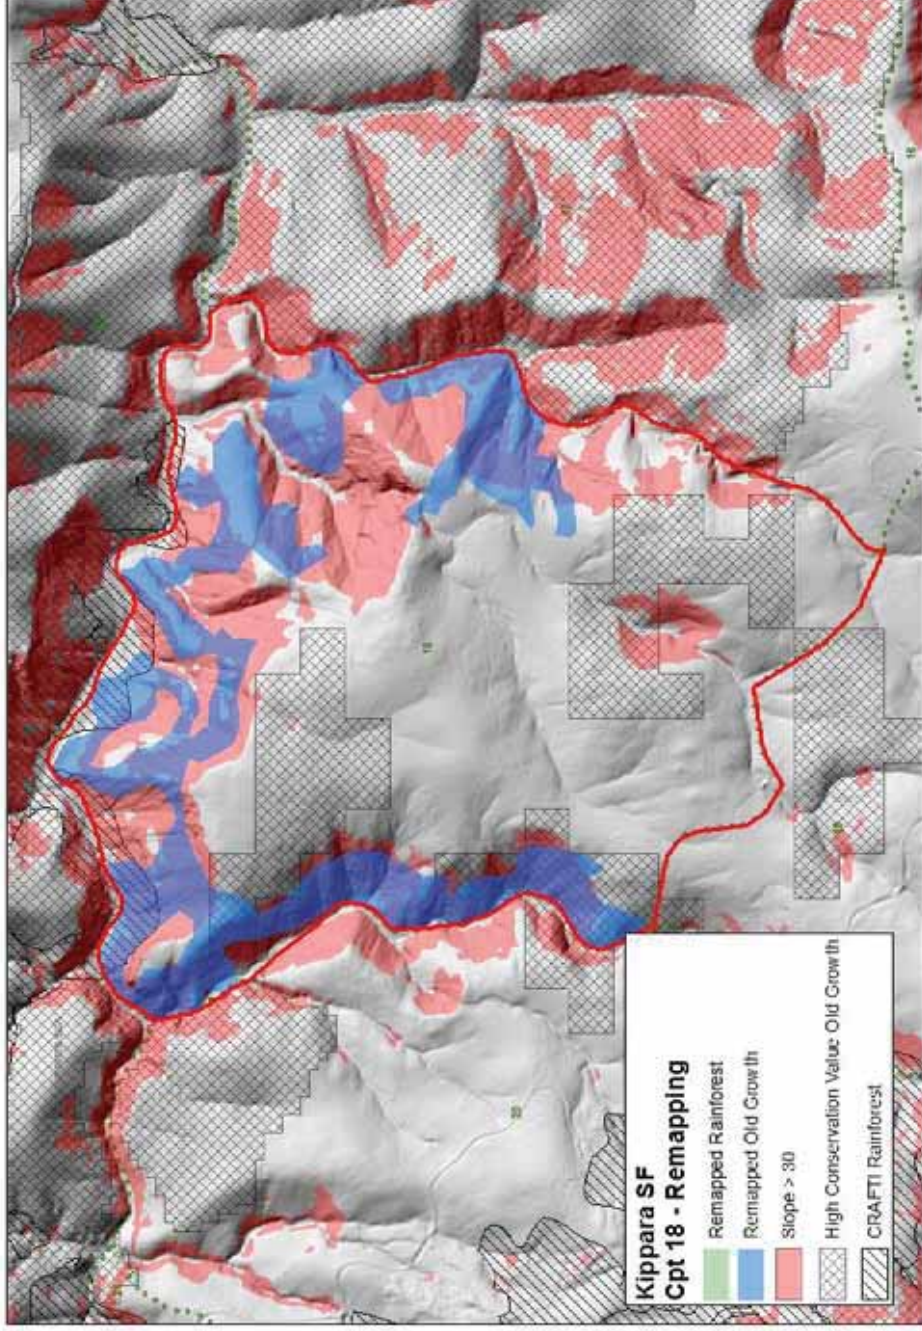 Kippara SF
Cpt 18 - Remapping
Remapped Rainforest
Remapped Old Growth
Slope > 30
High Conservation Value Old Growth
CRAFTI Rainforest
18